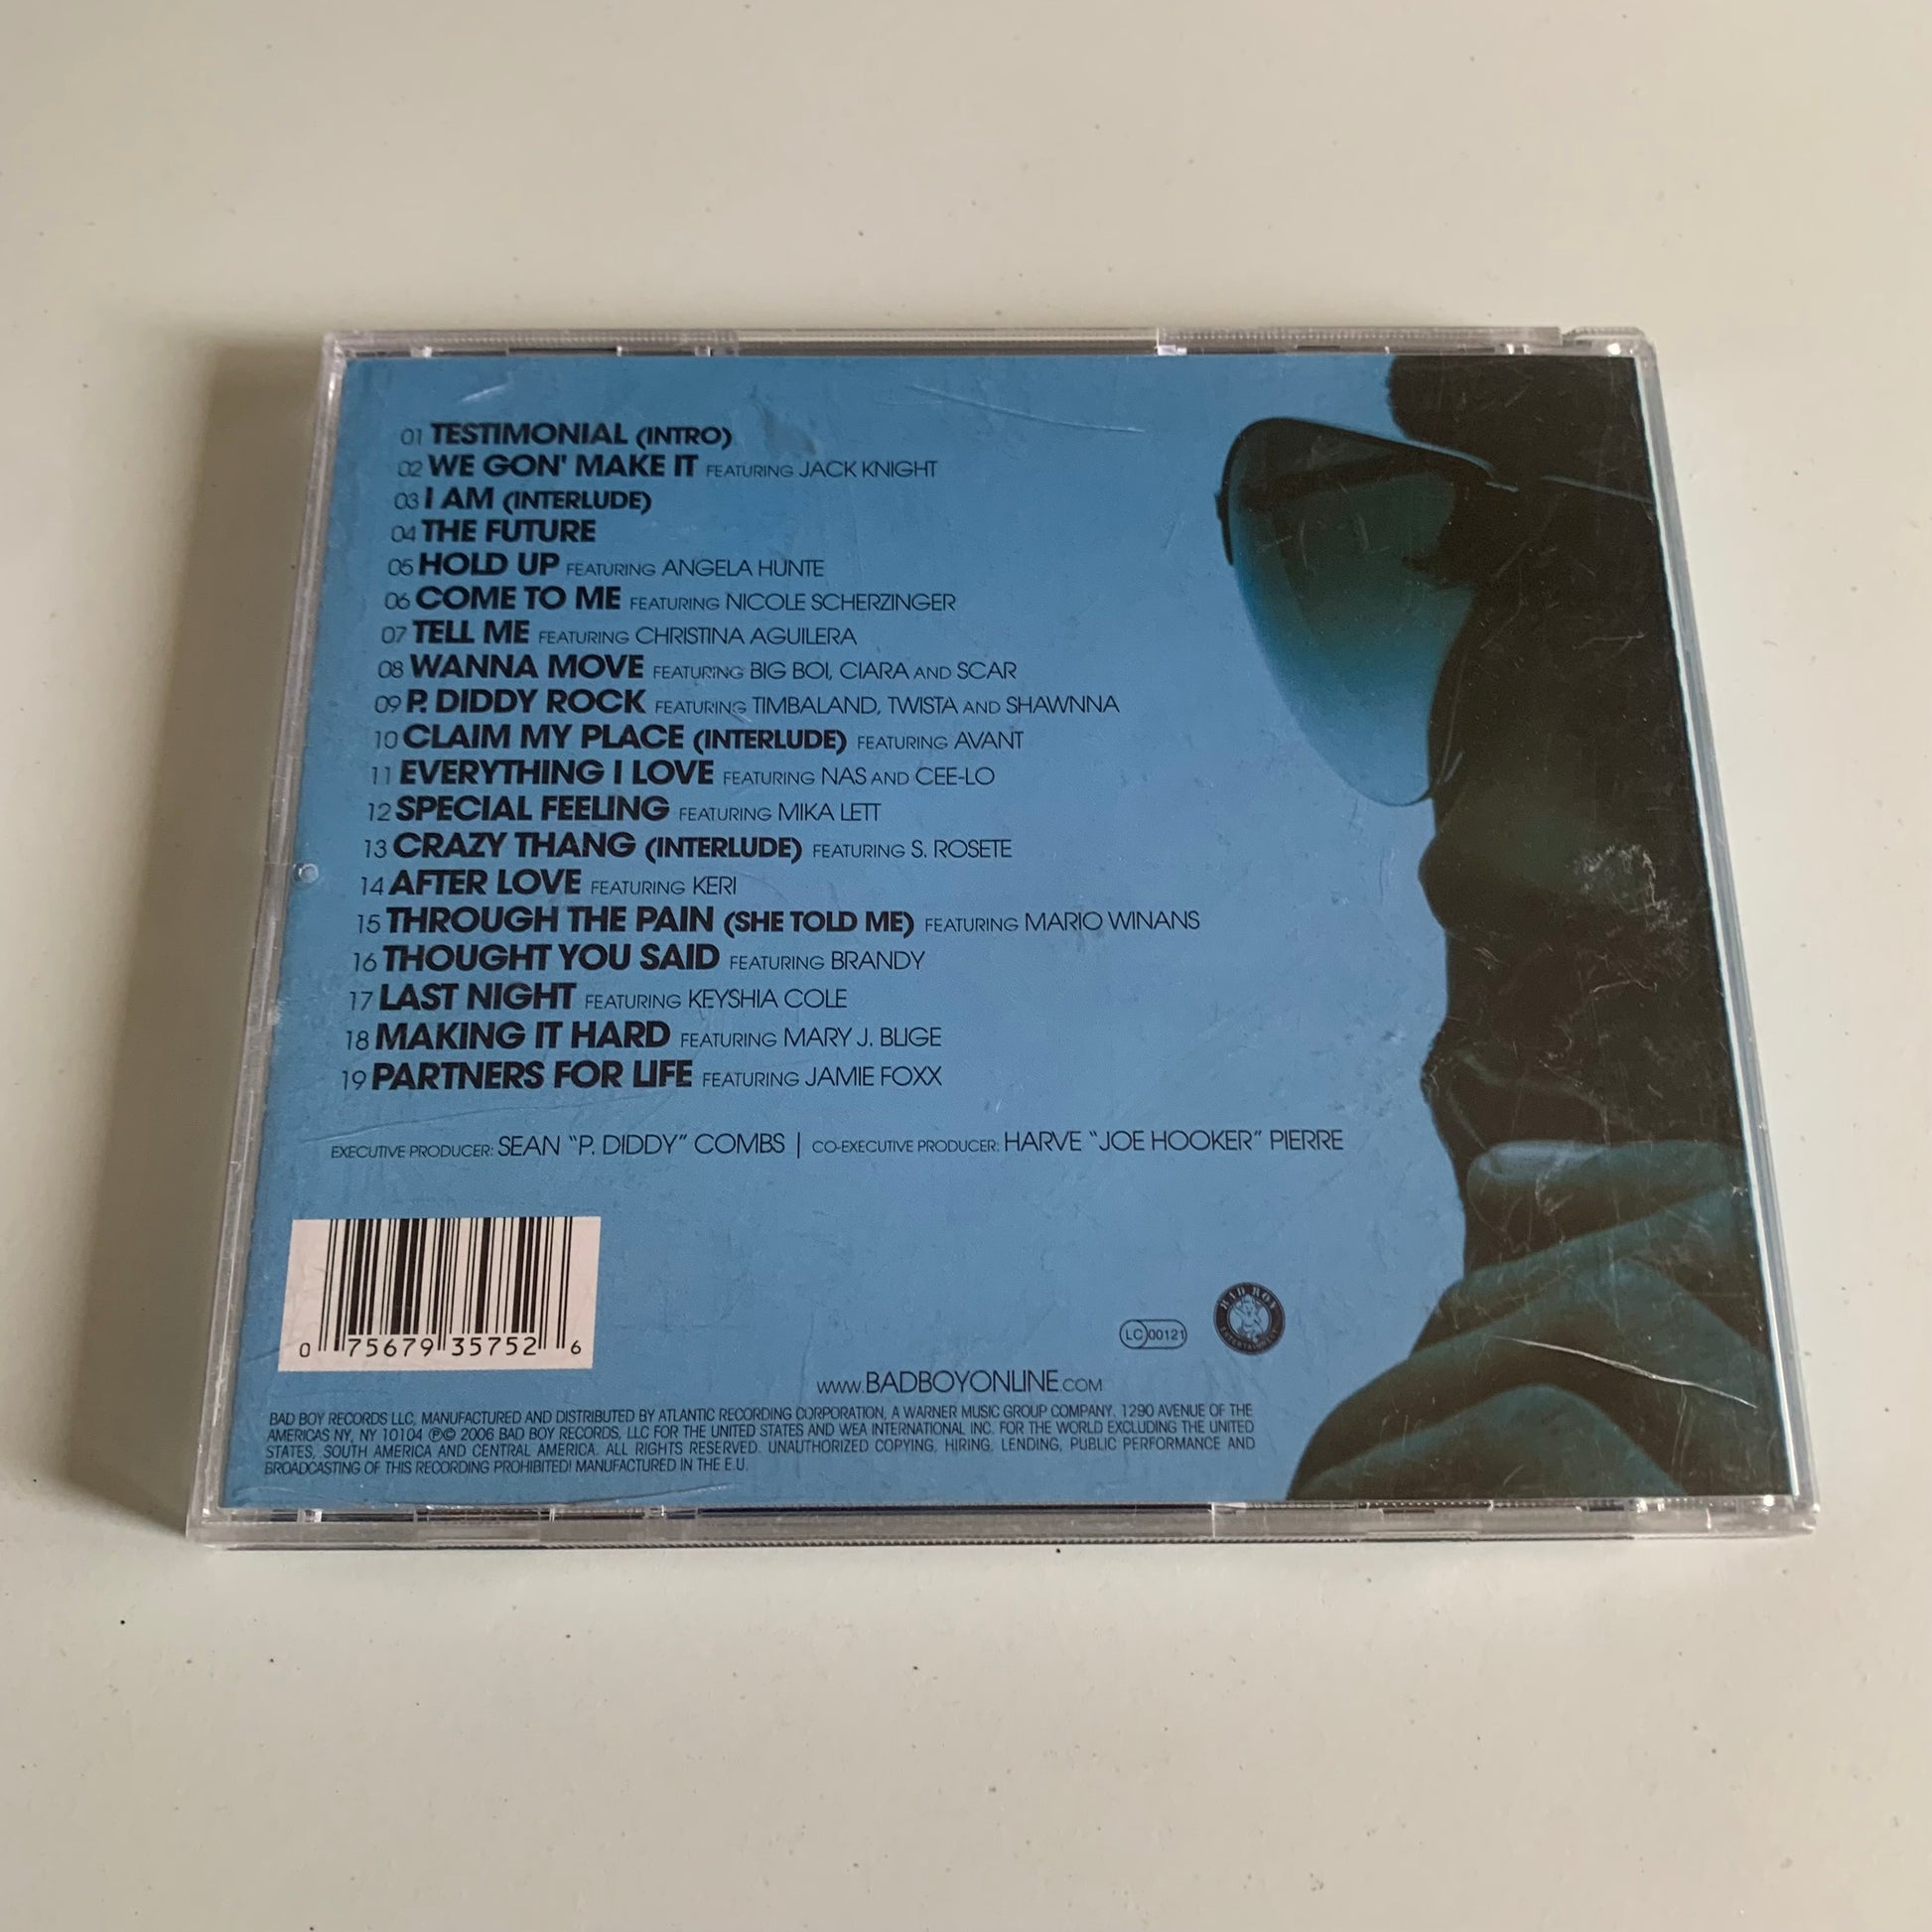 01 TESTIMONIAL (INTRO)
02 WE GON' MAKE IT FEATURING JACK KNIGHT
03 I AM (INTERLUDE)
04 THE FUTURE
05 HOLD UP FEATURING ANGELA HUNTE
06 COME TO ME FEATURING NICOLE SCHERZINGER
07 TELL ME FEATURING CHRISTINA AGUILERA
08 WANNA MOVE FEATURING BIG BOI, CIARA AND SCAR
09 P. DIDDY ROCK FEATURING TIMBALAND, TWISTA AND SHAWNNA
10 CLAIM MY PLACE (INTERLUDE) FEATURING AVANT
11 EVERYTHING I LOVE FEATURING NAS AND CEE-LO
12 SPECIAL FEELING FEATURING MIKA LETT
13 CRAZY THANG (INTERLUDE) FEATURING S. ROSETE
14 AFTER LOVE FEATURING KERI
15 THROUGH THE PAIN (SHE TOLD ME) FEATURING MARIO WINANS
16 THOUGHT YOU SAID FEATURING BRANDY
17 LAST NIGHT FEATURING KEYSHIA COLE
18 MAKING IT HARD FEATURING MARY J. BLIGE
19 PARTNERS FOR LIFE FEATURING JAMIE FOXX
EXECUTIVE PRODUCER: SEAN "P. DIDDY" COMBS | CO-EXECUTIVE PRODUCER: HARVE "JOE HOOKER" PIERRE
0 75679 35752 6
LC 00121
BAD BOY
ENTERTAINMENT
WWW.BADBOYONLINE.COM
BAD BOY RECORDS LLC, MANUFACTURED AND DISTRIBUTED BY ATLANTIC RECORDING CORPORATION, A WARNER MUSIC GROUP COMPANY. 1290 AVENUE OF THE
AMERICAS NY, NY 10104 ℗© 2006 BAD BOY RECORDS, LLC FOR THE UNITED STATES AND WEA INTERNATIONAL INC. FOR THE WORLD EXCLUDING THE UNITED
STATES, SOUTH AMERICA AND CENTRAL AMERICA. ALL RIGHTS RESERVED. UNAUTHORIZED COPYING, HIRING, LENDING, PUBLIC PERFORMANCE AND
BROADCASTING OF THIS RECORDING PROHIBITED! MANUFACTURED IN THE E.U.